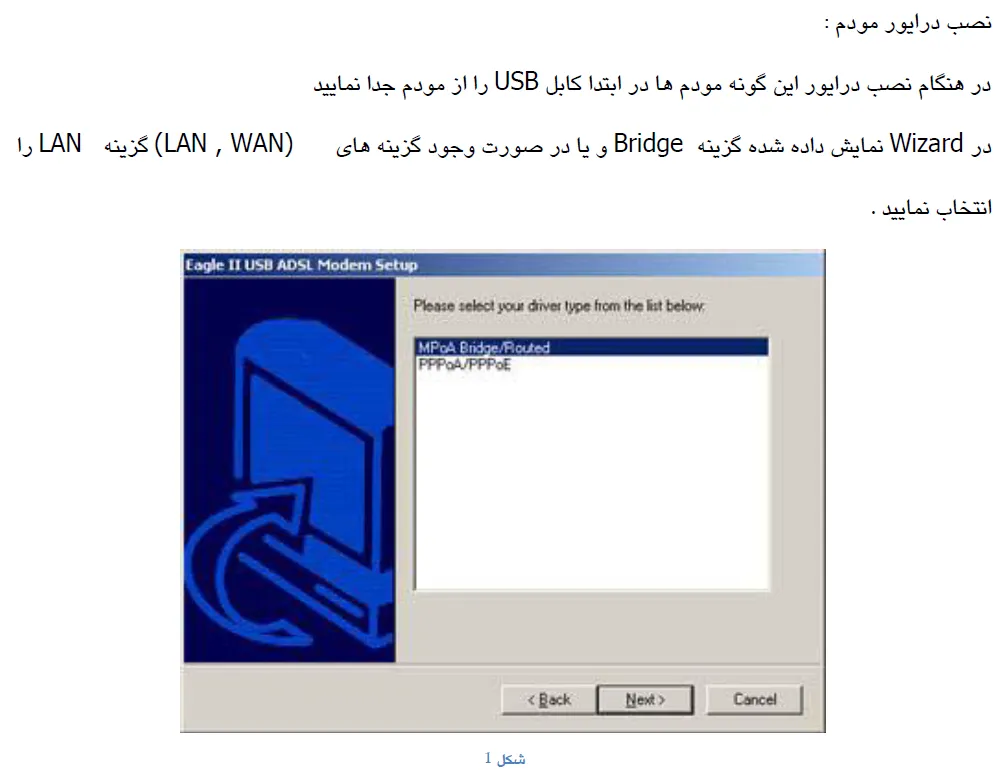 نصب درایور مودم :
در هنگام نصب درایور این گونه مودم ها در ابتدا کابل USB را از مودم جدا نمایید
در Wizard نمایش داده شده گزینه Bridge و یا در صورت وجود گزینه های (LAN , WAN) گزینه LAN را
انتخاب نمایید .
Eagle II USB ADSL Modem Setup
Please select your driver type from the list below:
MPoA Bridge/Routed
PPPoA/PPPoE
< Back Next > Cancel
شکل 1